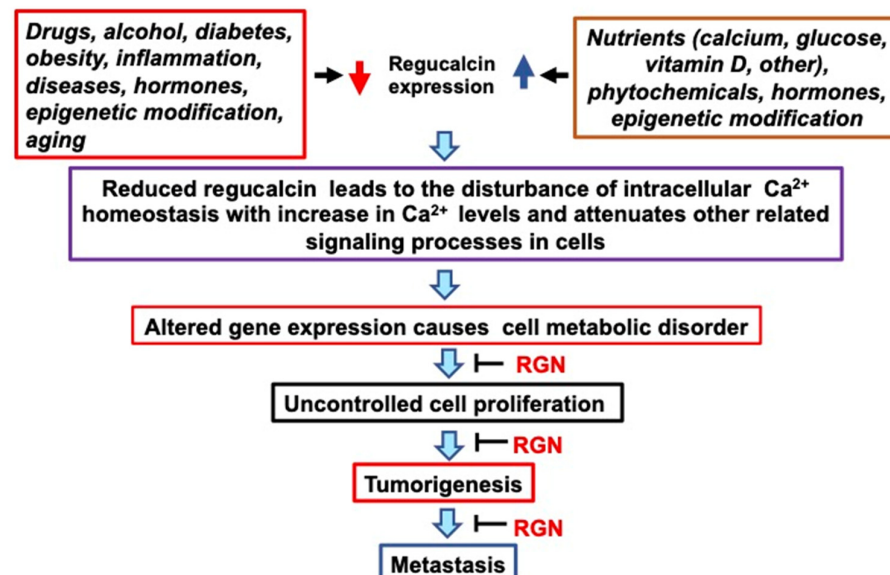 Drugs, alcohol, diabetes,
obesity, inflammation,
diseases, hormones,
epigenetic modification,
aging
Regucalcin
expression
Nutrients (calcium, glucose,
vitamin D, other),
phytochemicals, hormones,
epigenetic modification
Reduced regucalcin leads to the disturbance of intracellular Ca²⁺
homeostasis with increase in Ca²⁺ levels and attenuates other related
signaling processes in cells
Altered gene expression causes cell metabolic disorder
RGN
Uncontrolled cell proliferation
RGN
Tumorigenesis
RGN
Metastasis